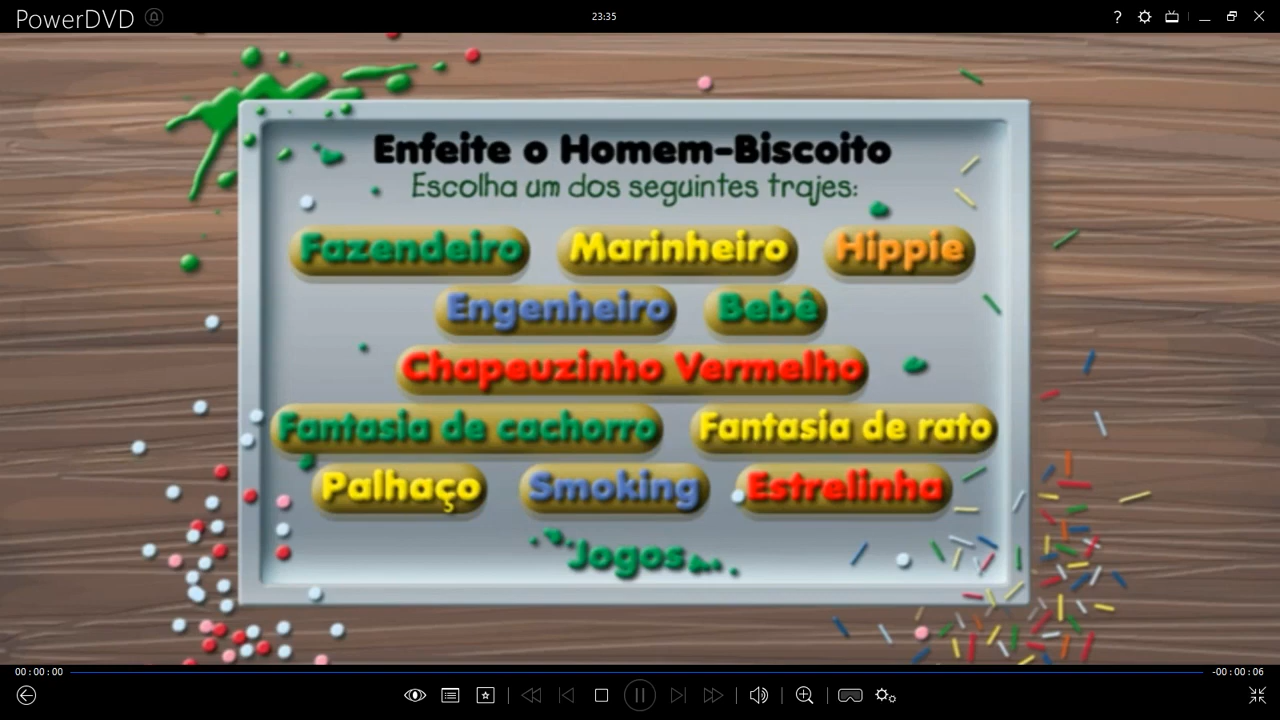 PowerDVD
23:35
?
Enfeite o Homem-Biscoito
Escolha um dos seguintes trajes:
Fazendeiro Marinheiro Hippie
Engenheiro Bebê
Chapeuzinho Vermelho
Fantasia de cachorro Fantasia de rato
Palhaço Smoking Estrelinha
Jogos
00:00:00
-00:00:06